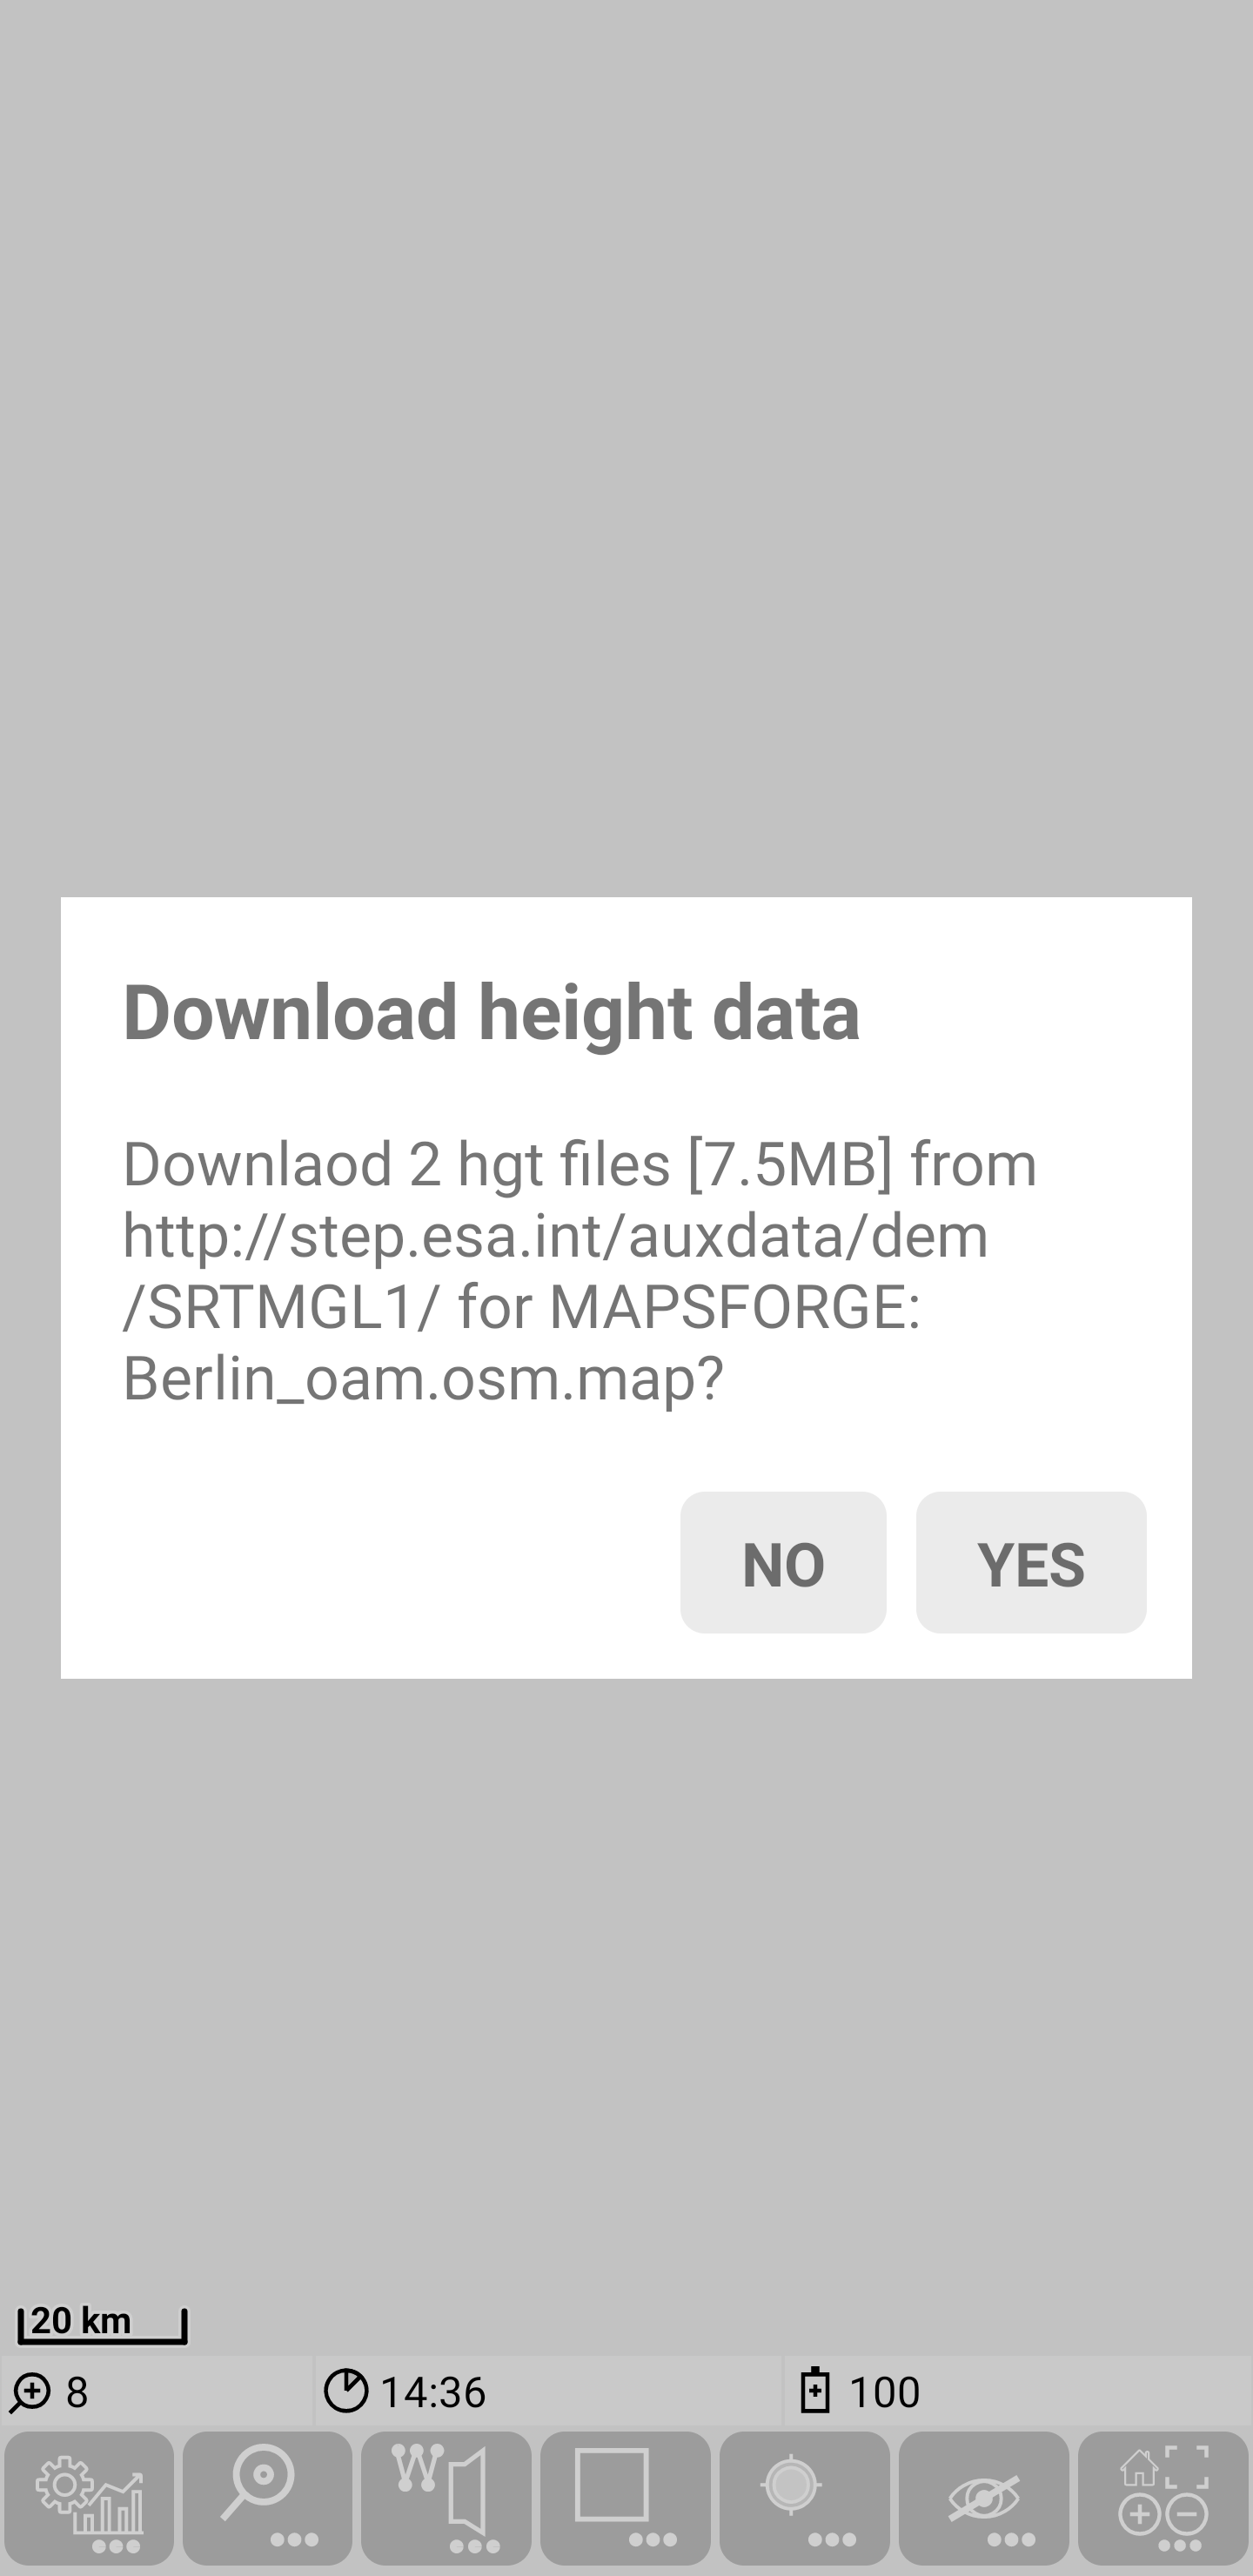 Download height data
Downlaod 2 hgt files [7.5MB] from
http://step.esa.int/auxdata/dem
/SRTMGL1/ for MAPSFORGE:
Berlin_oam.osm.map?
NO YES
20 km
8 14:36 100